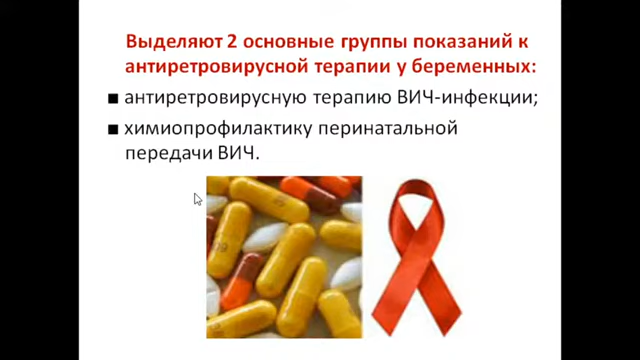 Выделяют 2 основные группы показаний к
антиретровирусной терапии у беременных:
■ антиретровирусную терапию ВИЧ-инфекции;
■ химиопрофилактику перинатальной
передачи ВИЧ.